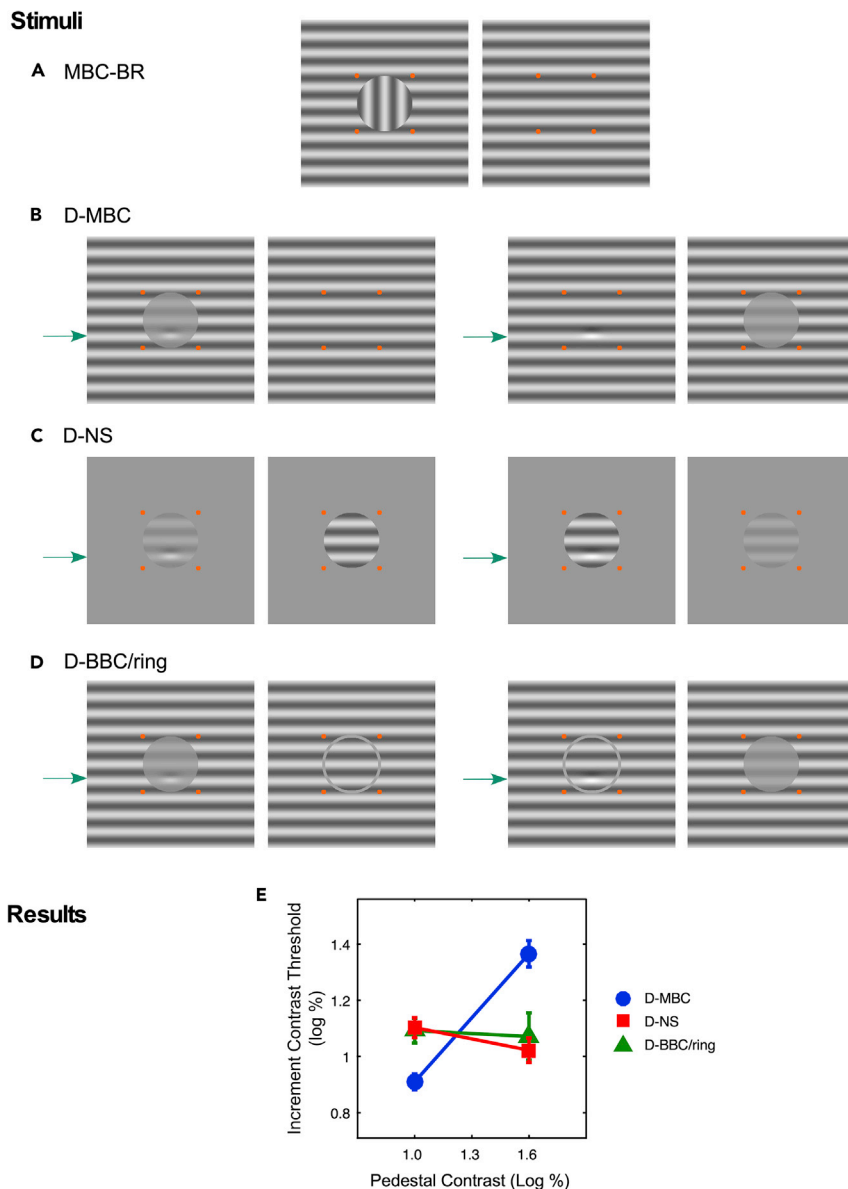 Stimuli
A MBC-BR
B D-MBC
C D-NS
D D-BBC/ring
Results
E
Increment Contrast Threshold
(log %)
1.4
1.2
1
0.8
1.0 1.3 1.6
Pedestal Contrast (Log %)
D-MBC
D-NS
D-BBC/ring